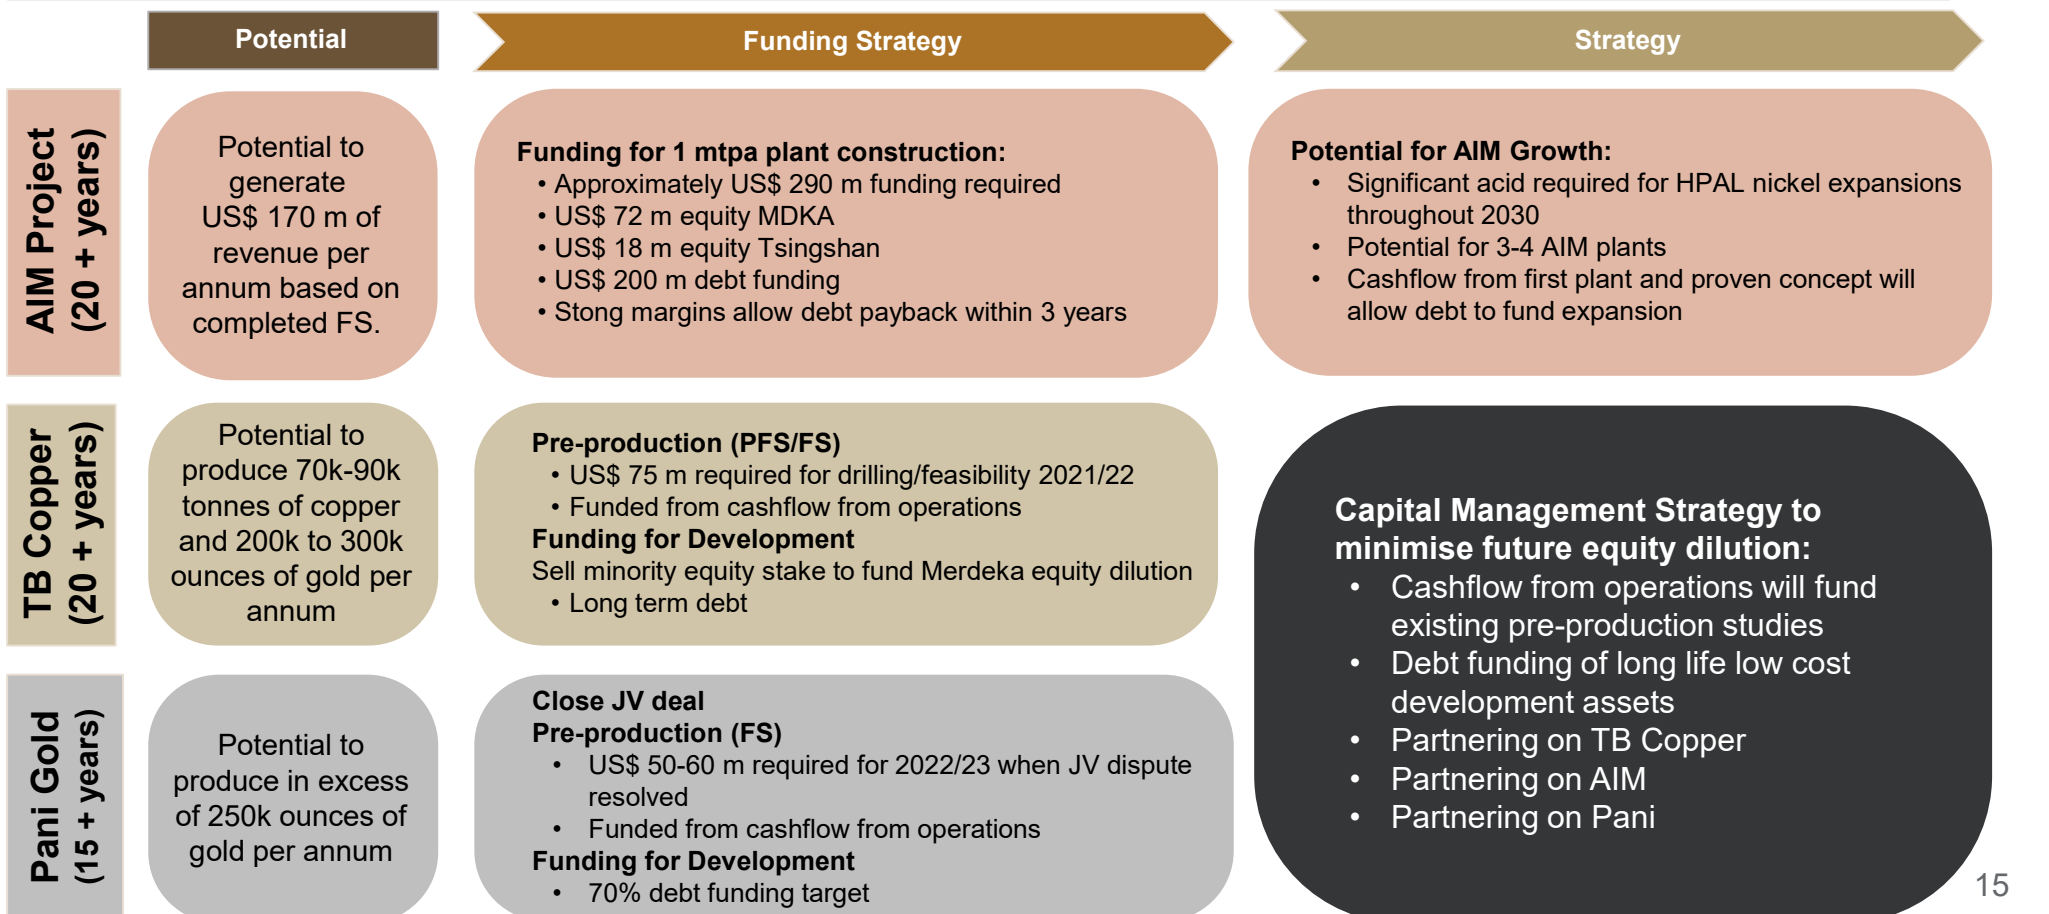 Potential
Funding Strategy
Strategy
AIM Project
(20 + years)
Potential to
generate
US$ 170 m of
revenue per
annum based on
completed FS.
Funding for 1 mtpa plant construction:
• Approximately US$ 290 m funding required
• US$ 72 m equity MDKA
• US$ 18 m equity Tsingshan
• US$ 200 m debt funding
• Stong margins allow debt payback within 3 years
Potential for AIM Growth:
• Significant acid required for HPAL nickel expansions
throughout 2030
• Potential for 3-4 AIM plants
• Cashflow from first plant and proven concept will
allow debt to fund expansion
TB Copper
(20 + years)
Potential to
produce 70k-90k
tonnes of copper
and 200k to 300k
ounces of gold per
annum
Pre-production (PFS/FS)
• US$ 75 m required for drilling/feasibility 2021/22
• Funded from cashflow from operations
Funding for Development
Sell minority equity stake to fund Merdeka equity dilution
• Long term debt
Capital Management Strategy to
minimise future equity dilution:
• Cashflow from operations will fund
existing pre-production studies
• Debt funding of long life low cost
development assets
• Partnering on TB Copper
• Partnering on AIM
• Partnering on Pani
Pani Gold
(15 + years)
Potential to
produce in excess
of 250k ounces of
gold per annum
Close JV deal
Pre-production (FS)
• US$ 50-60 m required for 2022/23 when JV dispute
resolved
• Funded from cashflow from operations
Funding for Development
• 70% debt funding target
15